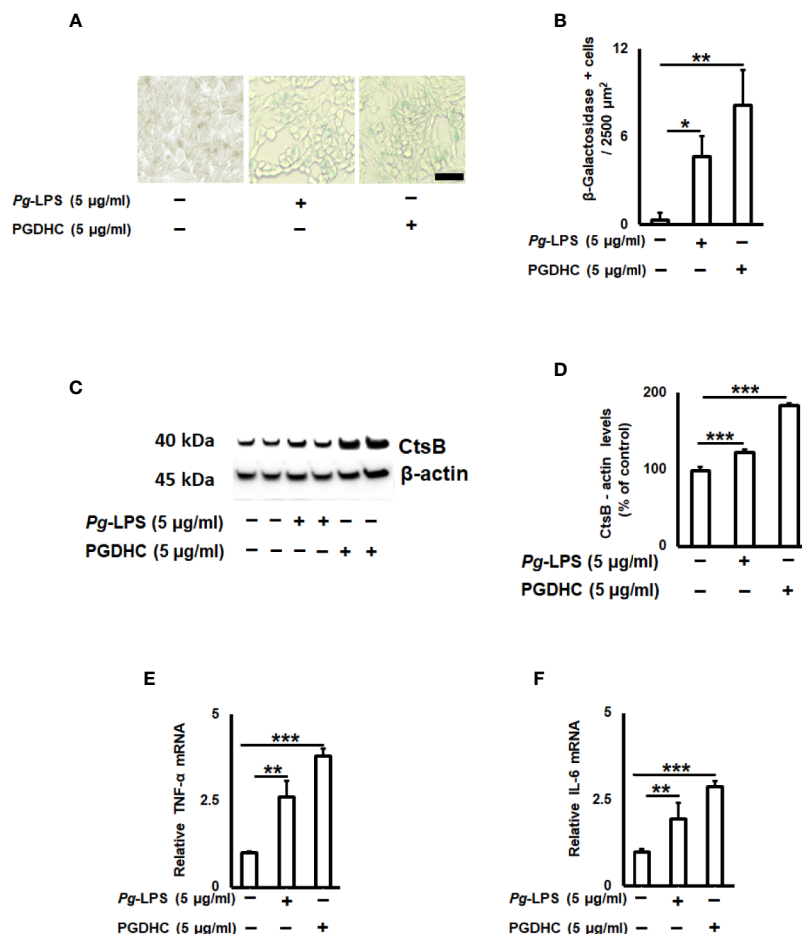 A
Pg-LPS (5 µg/ml) − + −
PGDHC (5 µg/ml) − − +
B
β-Galactosidase + cells
/ 2500 µm²
12
6
0
**
*
Pg-LPS (5 µg/ml) − + −
PGDHC (5 µg/ml) − − +
C
40 kDa CtsB
45 kDa β-actin
Pg-LPS (5 µg/ml) − − + + − −
PGDHC (5 µg/ml) − − − − + +
D
CtsB - actin levels
(% of control)
200
100
0
***
***
Pg-LPS (5 µg/ml) − + −
PGDHC (5 µg/ml) − − +
E
Relative TNF-α mRNA
5
2.5
0
***
**
Pg-LPS (5 µg/ml) − + −
PGDHC (5 µg/ml) − − +
F
Relative IL-6 mRNA
5
2.5
0
***
**
Pg-LPS (5 µg/ml) − + −
PGDHC (5 µg/ml) − − +